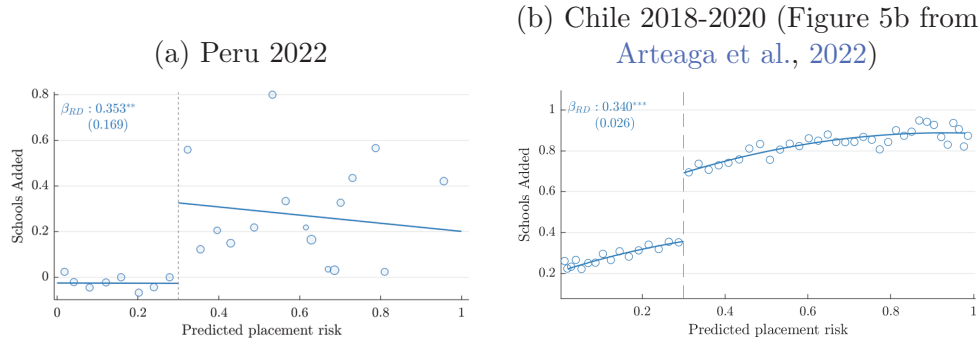 (a) Peru 2022
β_RD : 0.353**
(0.169)
Schools Added
0.8
0.6
0.4
0.2
0
0
0.2
0.4
0.6
0.8
1
Predicted placement risk
(b) Chile 2018-2020 (Figure 5b from
Arteaga et al., 2022)
β_RD : 0.340***
(0.026)
Schools Added
1
0.8
0.6
0.4
0.2
0.2
0.4
0.6
0.8
1
Predicted placement risk